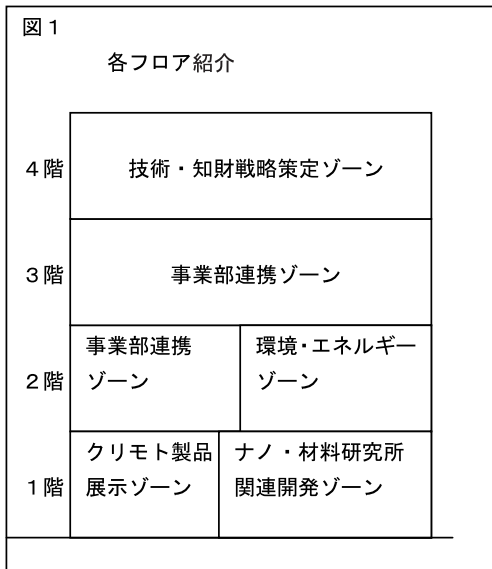 図１
各フロア紹介
４階
技術・知財戦略策定ゾーン
３階
事業部連携ゾーン
２階
事業部連携
ゾーン
環境・エネルギー
ゾーン
１階
クリモト製品
展示ゾーン
ナノ・材料研究所
関連開発ゾーン